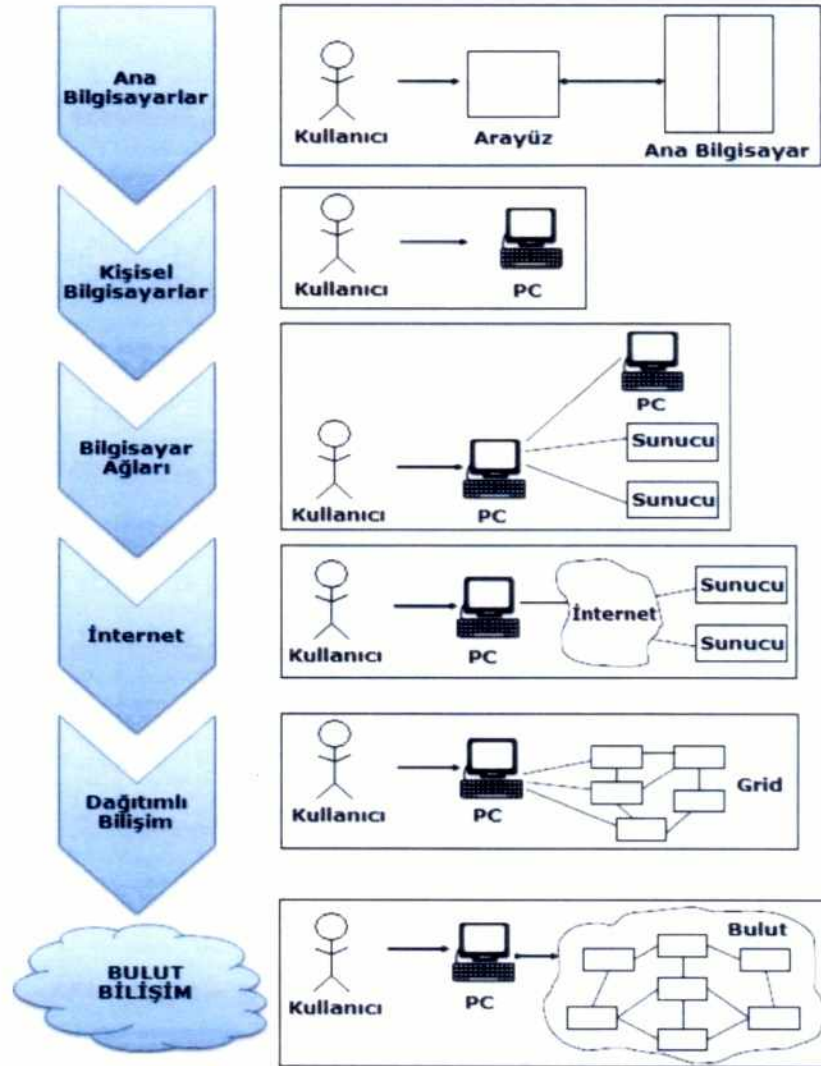 Ana
Bilgisayarlar
Kullanıcı
Arayüz
Ana Bilgisayar
Kişisel
Bilgisayarlar
Kullanıcı
PC
Bilgisayar
Ağları
Kullanıcı
PC
PC
Sunucu
Sunucu
İnternet
Kullanıcı
PC
İnternet
Sunucu
Sunucu
Dağıtımlı
Bilişim
Kullanıcı
PC
Grid
BULUT
BİLİŞİM
Kullanıcı
PC
Bulut